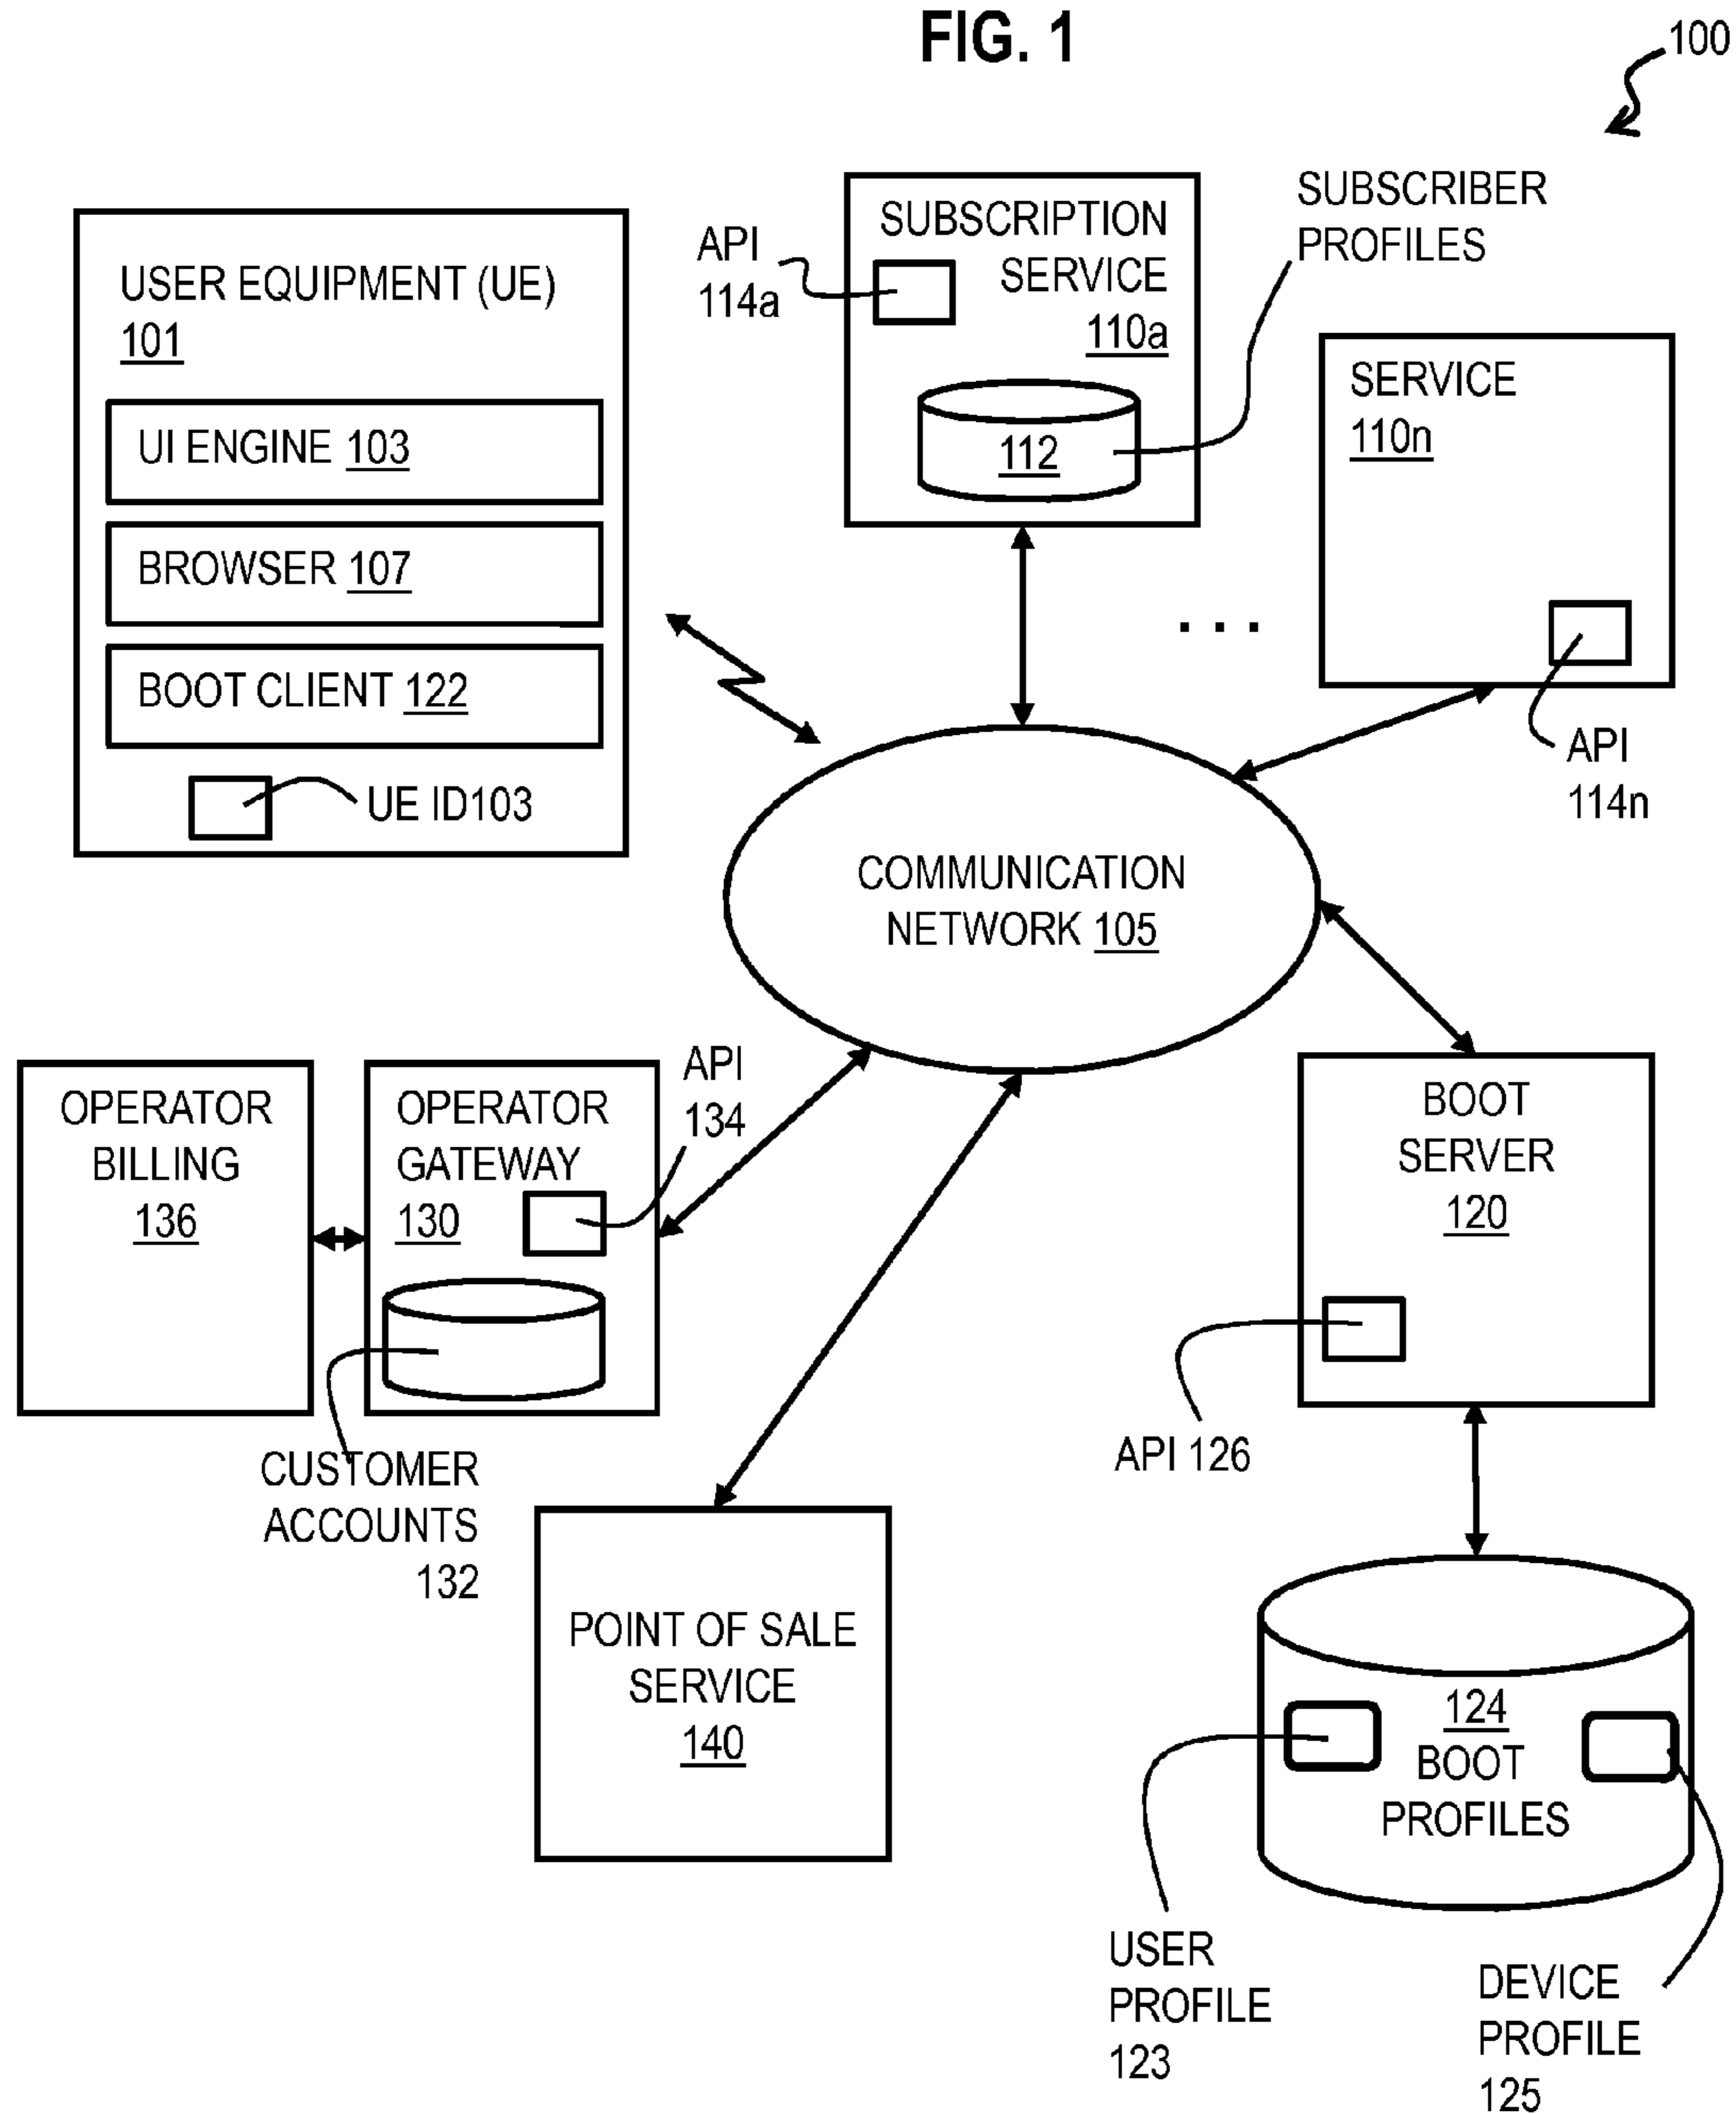 FIG. 1
100
USER EQUIPMENT (UE)
101
UI ENGINE 103
BROWSER 107
BOOT CLIENT 122
UE ID103
API
114a
SUBSCRIPTION
SERVICE
110a
112
SUBSCRIBER
PROFILES
SERVICE
110n
. . .
API
114n
COMMUNICATION
NETWORK 105
OPERATOR
BILLING
136
OPERATOR
GATEWAY
130
API
134
CUSTOMER
ACCOUNTS
132
POINT OF SALE
SERVICE
140
BOOT
SERVER
120
API 126
124
BOOT
PROFILES
USER
PROFILE
123
DEVICE
PROFILE
125